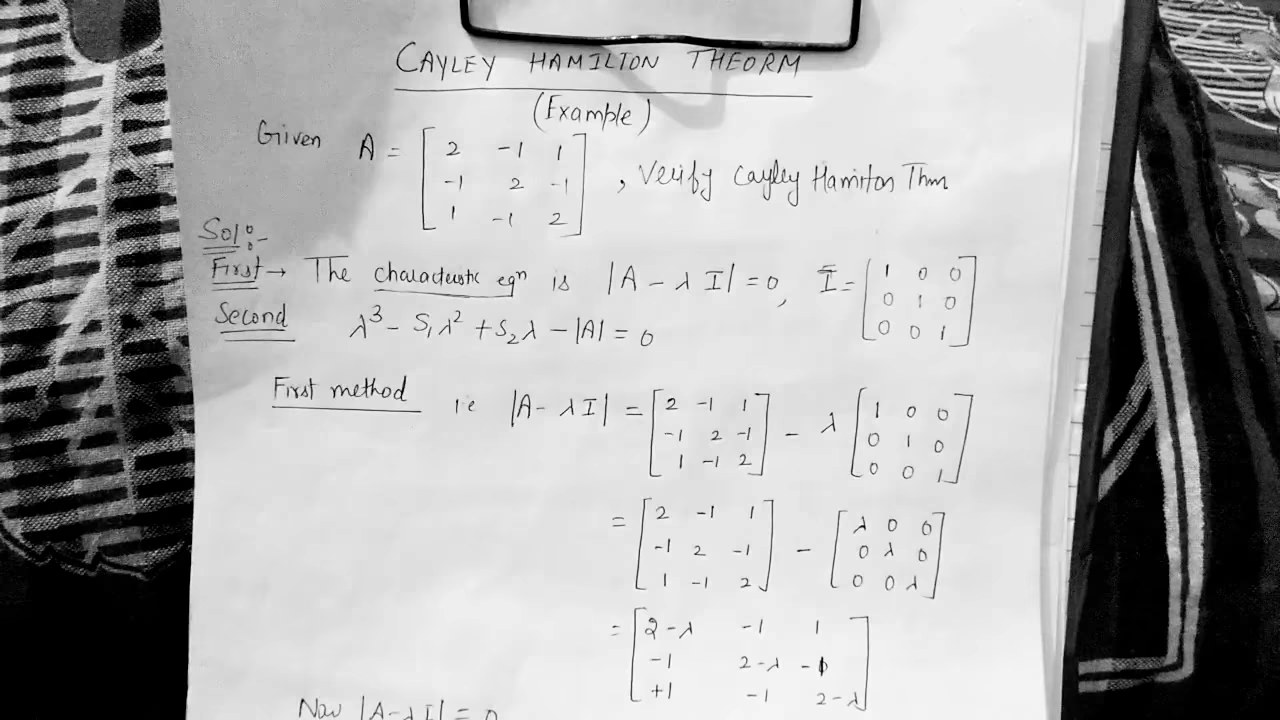 CAYLEY HAMILTON THEORM
(Example)
Given A = [ 2 -1 1
-1 2 -1
1 -1 2 ] , Verify Cayley Hamilton Thm
Sol:-
First → The characteristic eqⁿ is |A - λI| = 0, I = [ 1 0 0
0 1 0
0 0 1 ]
Second λ³ - S₁λ² + S₂λ - |A| = 0
First method i.e |A - λI| = [ 2 -1 1
-1 2 -1
1 -1 2 ] - λ [ 1 0 0
0 1 0
0 0 1 ]
= [ 2 -1 1
-1 2 -1
1 -1 2 ] - [ λ 0 0
0 λ 0
0 0 λ ]
= [ 2-λ -1 1
-1 2-λ -1
+1 -1 2-λ ]
Now |A-λI| = 0